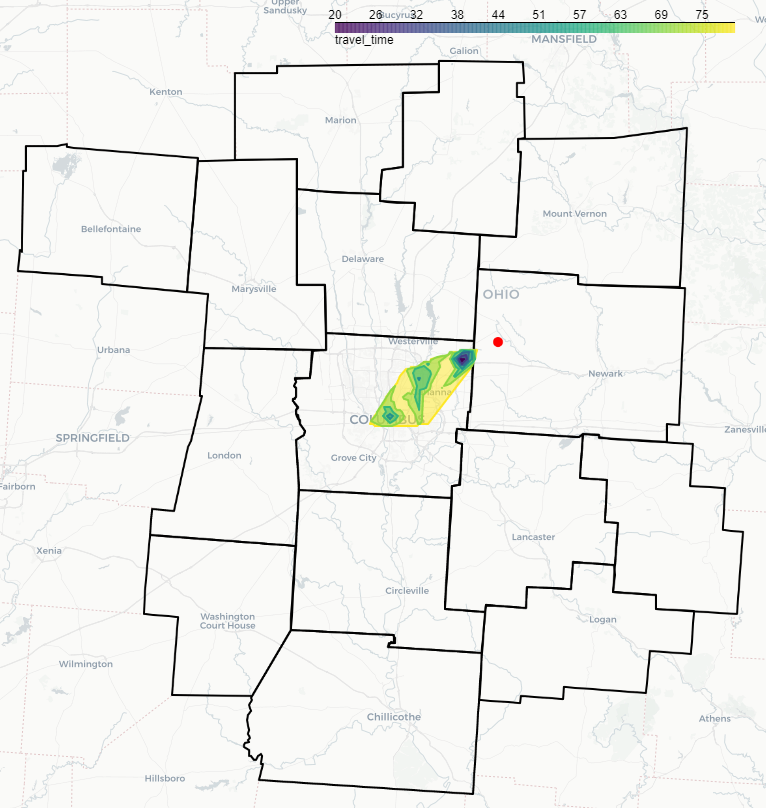 Upper
Sandusky
Bucyrus
20 26 32 38 44 51 57 63 69 75
travel_time
MANSFIELD
Galion
Kenton
Marion
Mount Vernon
Bellefontaine
Delaware
Marysville
OHIO
Westerville
Urbana
Newark
COLUMBUS
Zanesville
SPRINGFIELD
London
Grove City
Fairborn
Lancaster
Xenia
Circleville
Washington
Court House
Logan
Wilmington
Chillicothe
Athens
Hillsboro